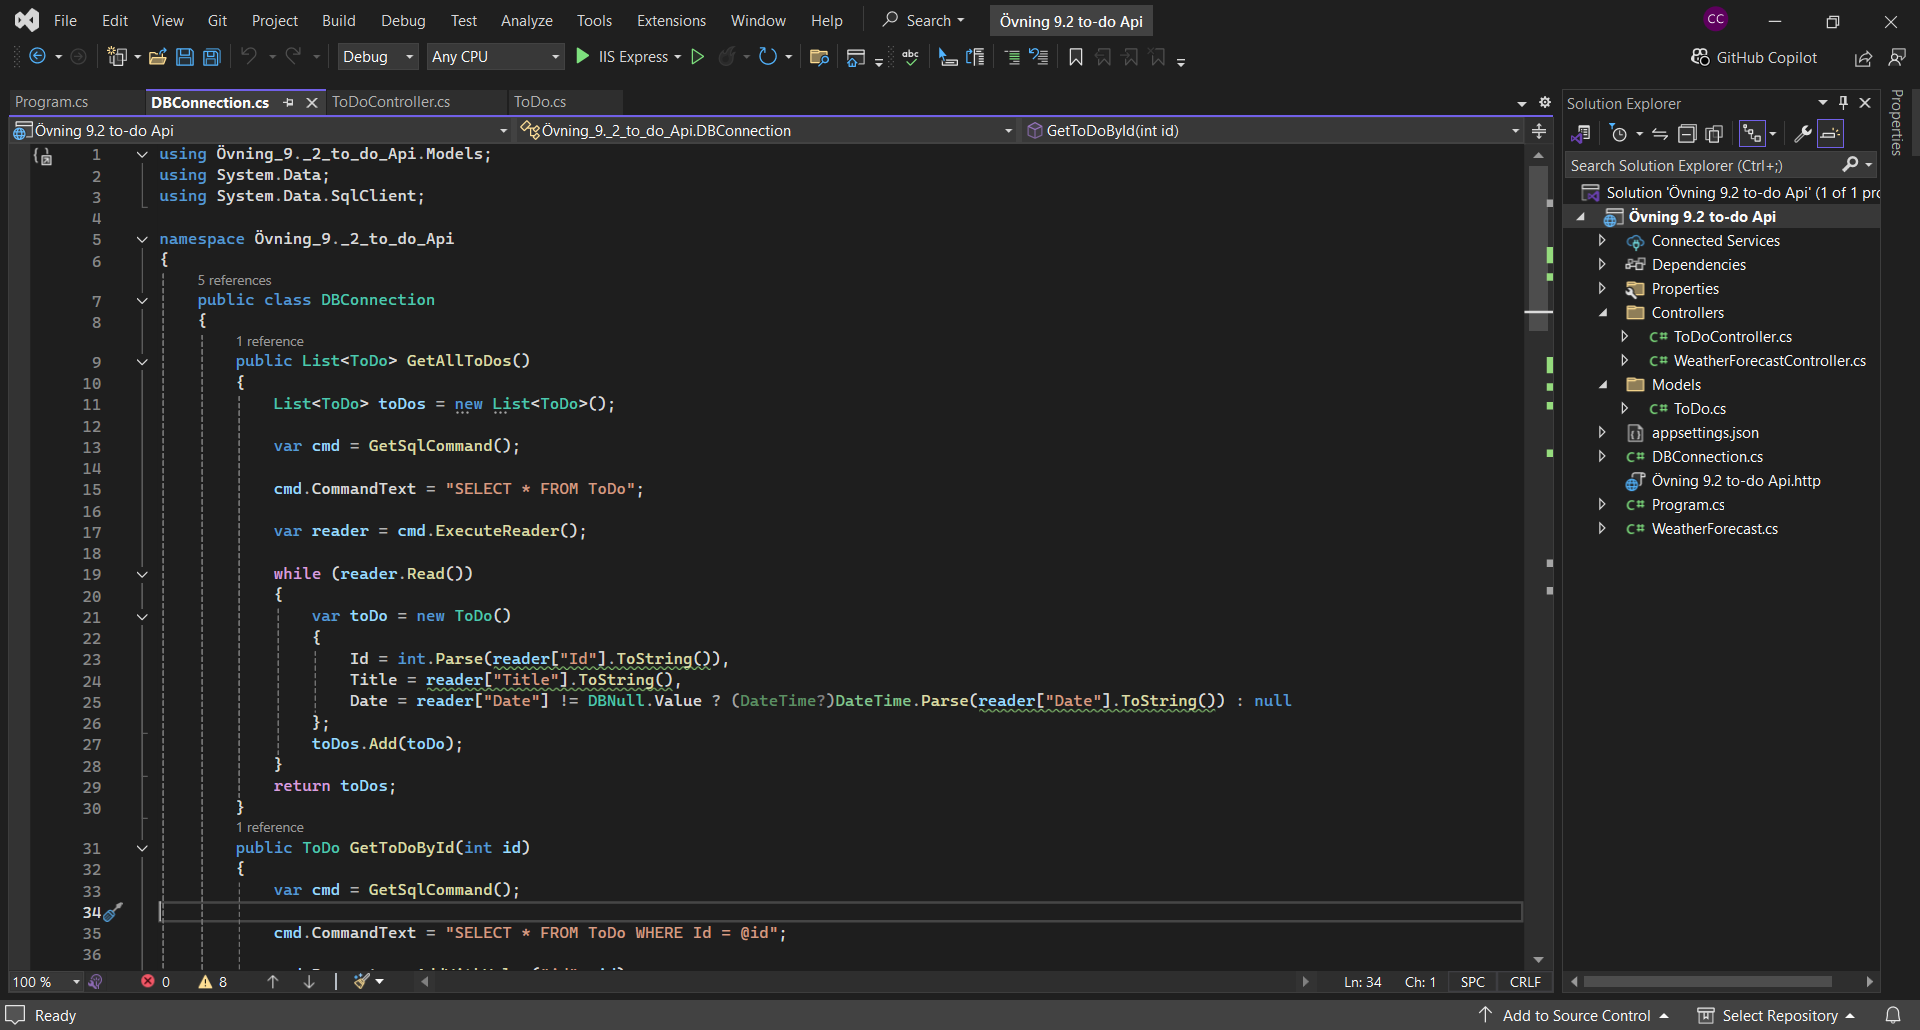 File Edit View Git Project Build Debug Test Analyze Tools Extensions Window Help Search Övning 9.2 to-do Api CC
Debug Any CPU IIS Express abc GitHub Copilot
Program.cs DBConnection.cs ToDoController.cs ToDo.cs
Övning 9.2 to-do Api Övning_9._2_to_do_Api.DBConnection GetToDoById(int id)
1 using Övning_9._2_to_do_Api.Models;
2 using System.Data;
3 using System.Data.SqlClient;
4
5 namespace Övning_9._2_to_do_Api
6 {
5 references
7 public class DBConnection
8 {
1 reference
9 public List<ToDo> GetAllToDos()
10 {
11 List<ToDo> toDos = new List<ToDo>();
12
13 var cmd = GetSqlCommand();
14
15 cmd.CommandText = "SELECT * FROM ToDo";
16
17 var reader = cmd.ExecuteReader();
18
19 while (reader.Read())
20 {
21 var toDo = new ToDo()
22 {
23 Id = int.Parse(reader["Id"].ToString()),
24 Title = reader["Title"].ToString(),
25 Date = reader["Date"] != DBNull.Value ? (DateTime?)DateTime.Parse(reader["Date"].ToString()) : null
26 };
27 toDos.Add(toDo);
28 }
29 return toDos;
30 }
1 reference
31 public ToDo GetToDoById(int id)
32 {
33 var cmd = GetSqlCommand();
34
35 cmd.CommandText = "SELECT * FROM ToDo WHERE Id = @id";
36
100 % 0 8 Ln: 34 Ch: 1 SPC CRLF
Solution Explorer
Search Solution Explorer (Ctrl+;)
Solution 'Övning 9.2 to-do Api' (1 of 1 pro
Övning 9.2 to-do Api
Connected Services
Dependencies
Properties
Controllers
C# ToDoController.cs
C# WeatherForecastController.cs
Models
C# ToDo.cs
appsettings.json
C# DBConnection.cs
Övning 9.2 to-do Api.http
C# Program.cs
C# WeatherForecast.cs
Properties
Ready Add to Source Control Select Repository